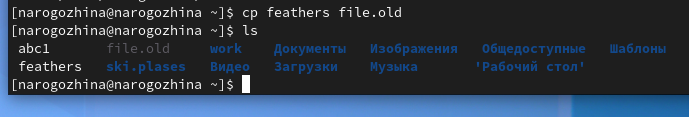 [narogozhina@narogozhina ~]$ cp feathers file.old
[narogozhina@narogozhina ~]$ ls
abc1 file.old work Документы Изображения Общедоступные Шаблоны
feathers ski.plases Видео Загрузки Музыка 'Рабочий стол'
[narogozhina@narogozhina ~]$